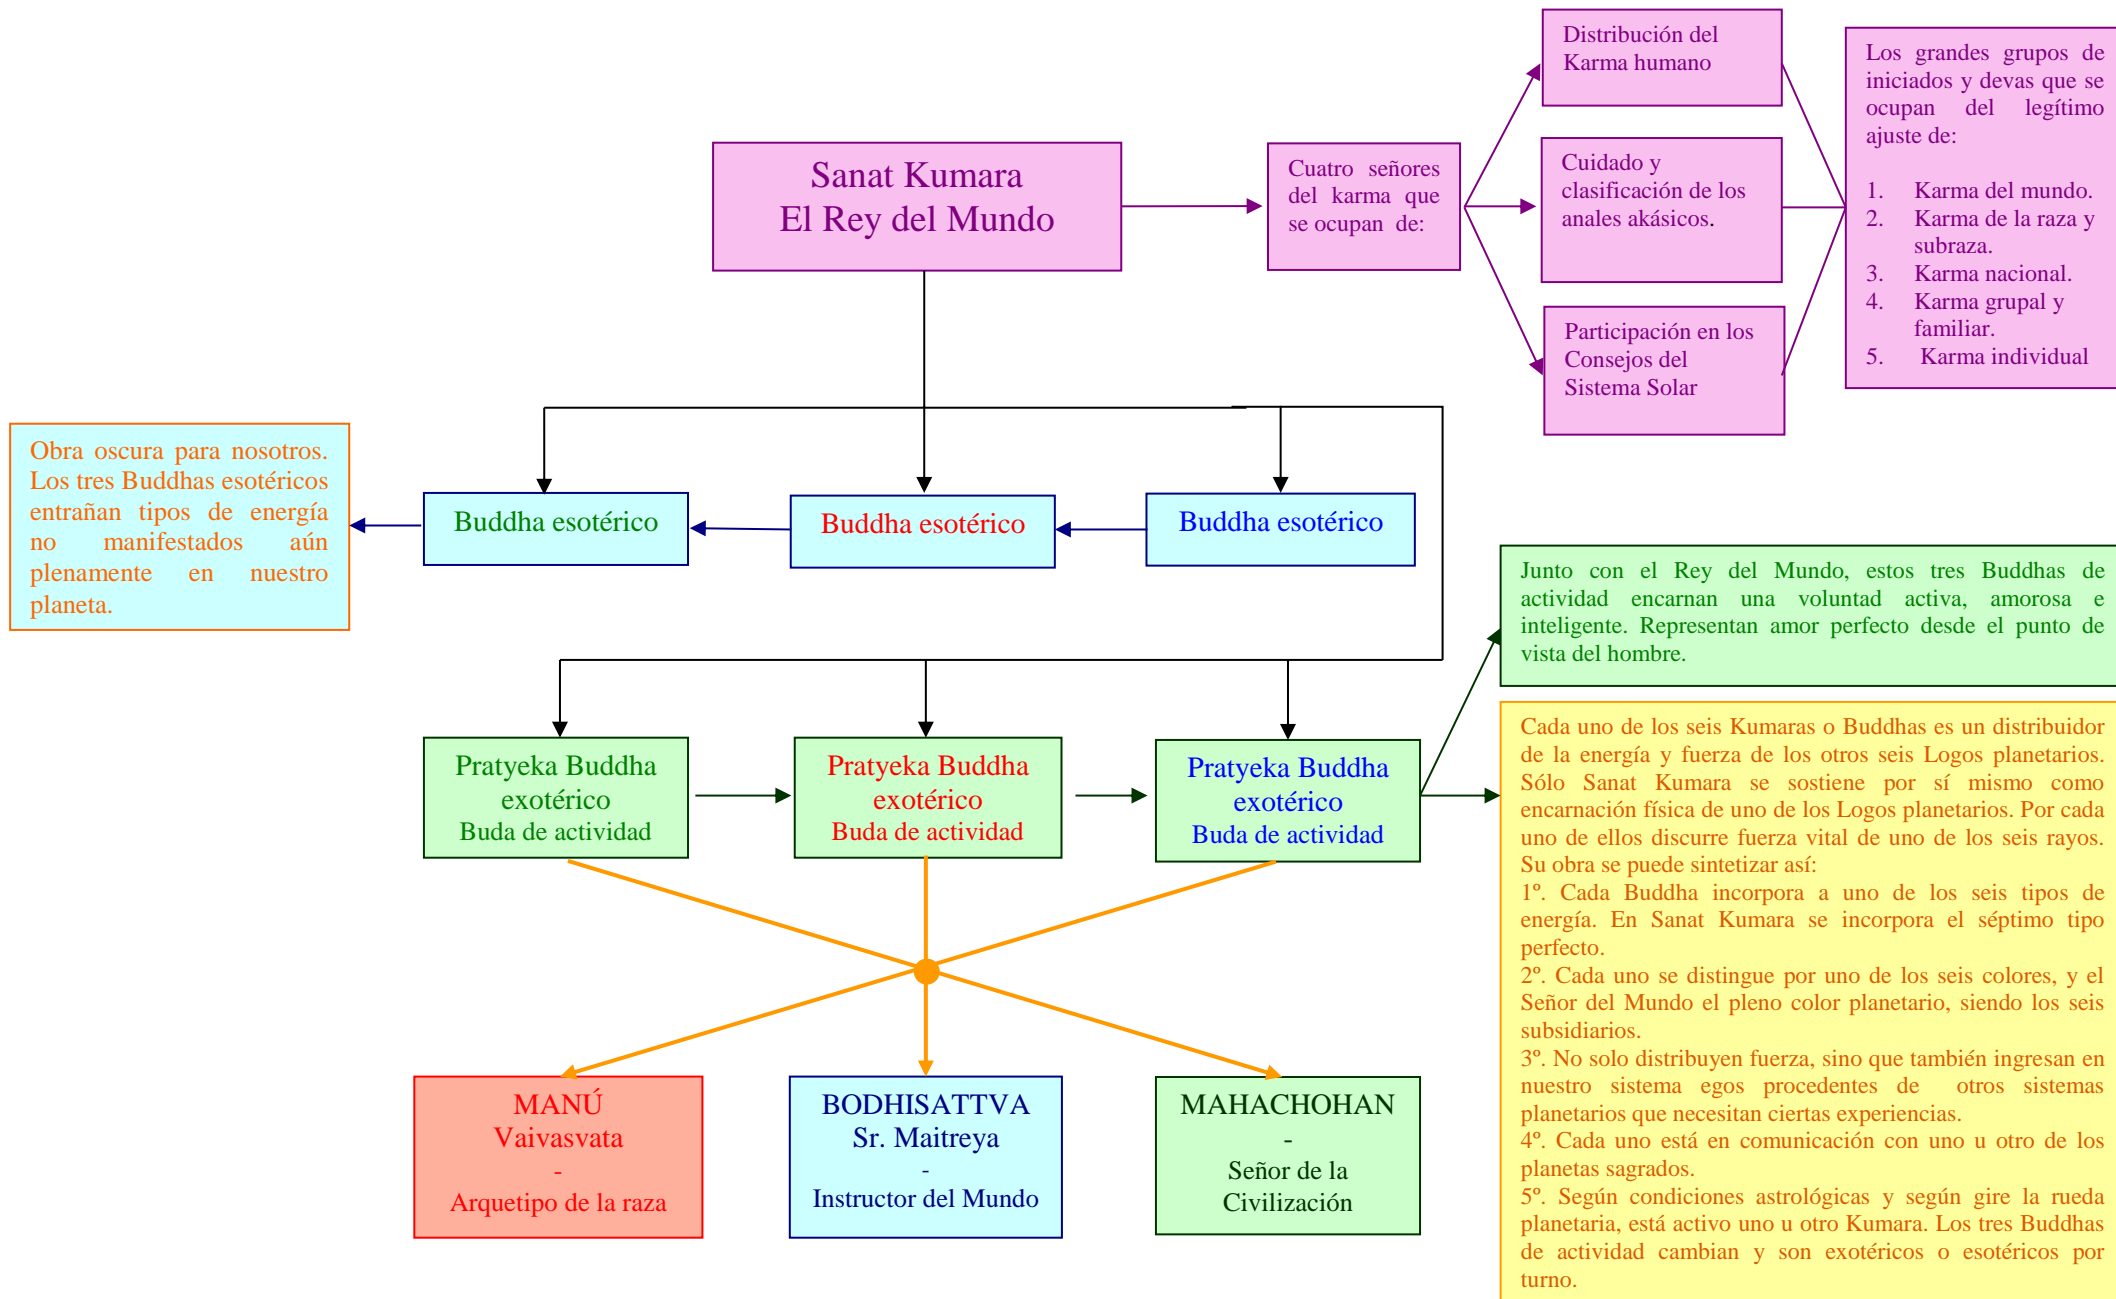 Sanat Kumara
El Rey del Mundo
Cuatro señores
del karma que
se ocupan de:
Distribución del
Karma humano
Cuidado y
clasificación de los
anales akásicos.
Participación en los
Consejos del
Sistema Solar
Los grandes grupos de
iniciados y devas que se
ocupan del legítimo
ajuste de:
1. Karma del mundo.
2. Karma de la raza y
subraza.
3. Karma nacional.
4. Karma grupal y
familiar.
5. Karma individual
Obra oscura para nosotros.
Los tres Buddhas esotéricos
entrañan tipos de energía
no manifestados aún
plenamente en nuestro
planeta.
Buddha esotérico
Buddha esotérico
Buddha esotérico
Junto con el Rey del Mundo, estos tres Buddhas de
actividad encarnan una voluntad activa, amorosa e
inteligente. Representan amor perfecto desde el punto de
vista del hombre.
Pratyeka Buddha
exotérico
Buda de actividad
Pratyeka Buddha
exotérico
Buda de actividad
Pratyeka Buddha
exotérico
Buda de actividad
Cada uno de los seis Kumaras o Buddhas es un distribuidor
de la energía y fuerza de los otros seis Logos planetarios.
Sólo Sanat Kumara se sostiene por sí mismo como
encarnación física de uno de los Logos planetarios. Por cada
uno de ellos discurre fuerza vital de uno de los seis rayos.
Su obra se puede sintetizar así:
1º. Cada Buddha incorpora a uno de los seis tipos de
energía. En Sanat Kumara se incorpora el séptimo tipo
perfecto.
2º. Cada uno se distingue por uno de los seis colores, y el
Señor del Mundo el pleno color planetario, siendo los seis
subsidiarios.
3º. No solo distribuyen fuerza, sino que también ingresan en
nuestro sistema egos procedentes de otros sistemas
planetarios que necesitan ciertas experiencias.
4º. Cada uno está en comunicación con uno u otro de los
planetas sagrados.
5º. Según condiciones astrológicas y según gire la rueda
planetaria, está activo uno u otro Kumara. Los tres Buddhas
de actividad cambian y son exotéricos o esotéricos por
turno.
MANÚ
Vaivasvata
-
Arquetipo de la raza
BODHISATTVA
Sr. Maitreya
-
Instructor del Mundo
MAHACHOHAN
-
Señor de la
Civilización